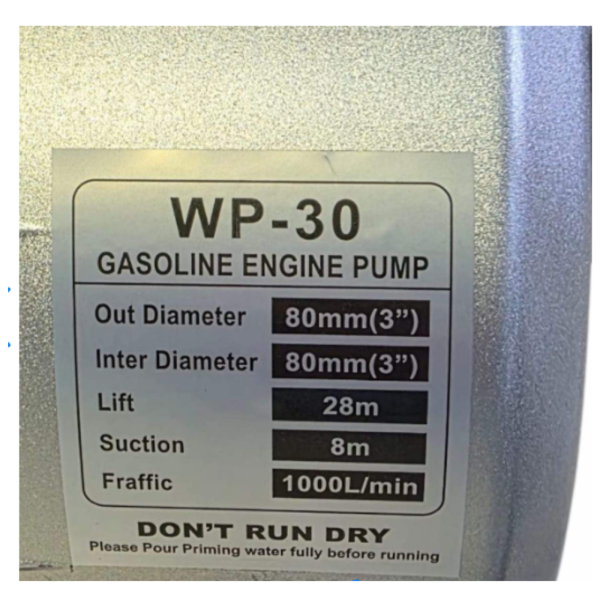 WP-30
GASOLINE ENGINE PUMP
Out Diameter 80mm(3”)
Inter Diameter 80mm(3”)
Lift 28m
Suction 8m
Fraffic 1000L/min
DON’T RUN DRY
Please Pour Priming water fully before running